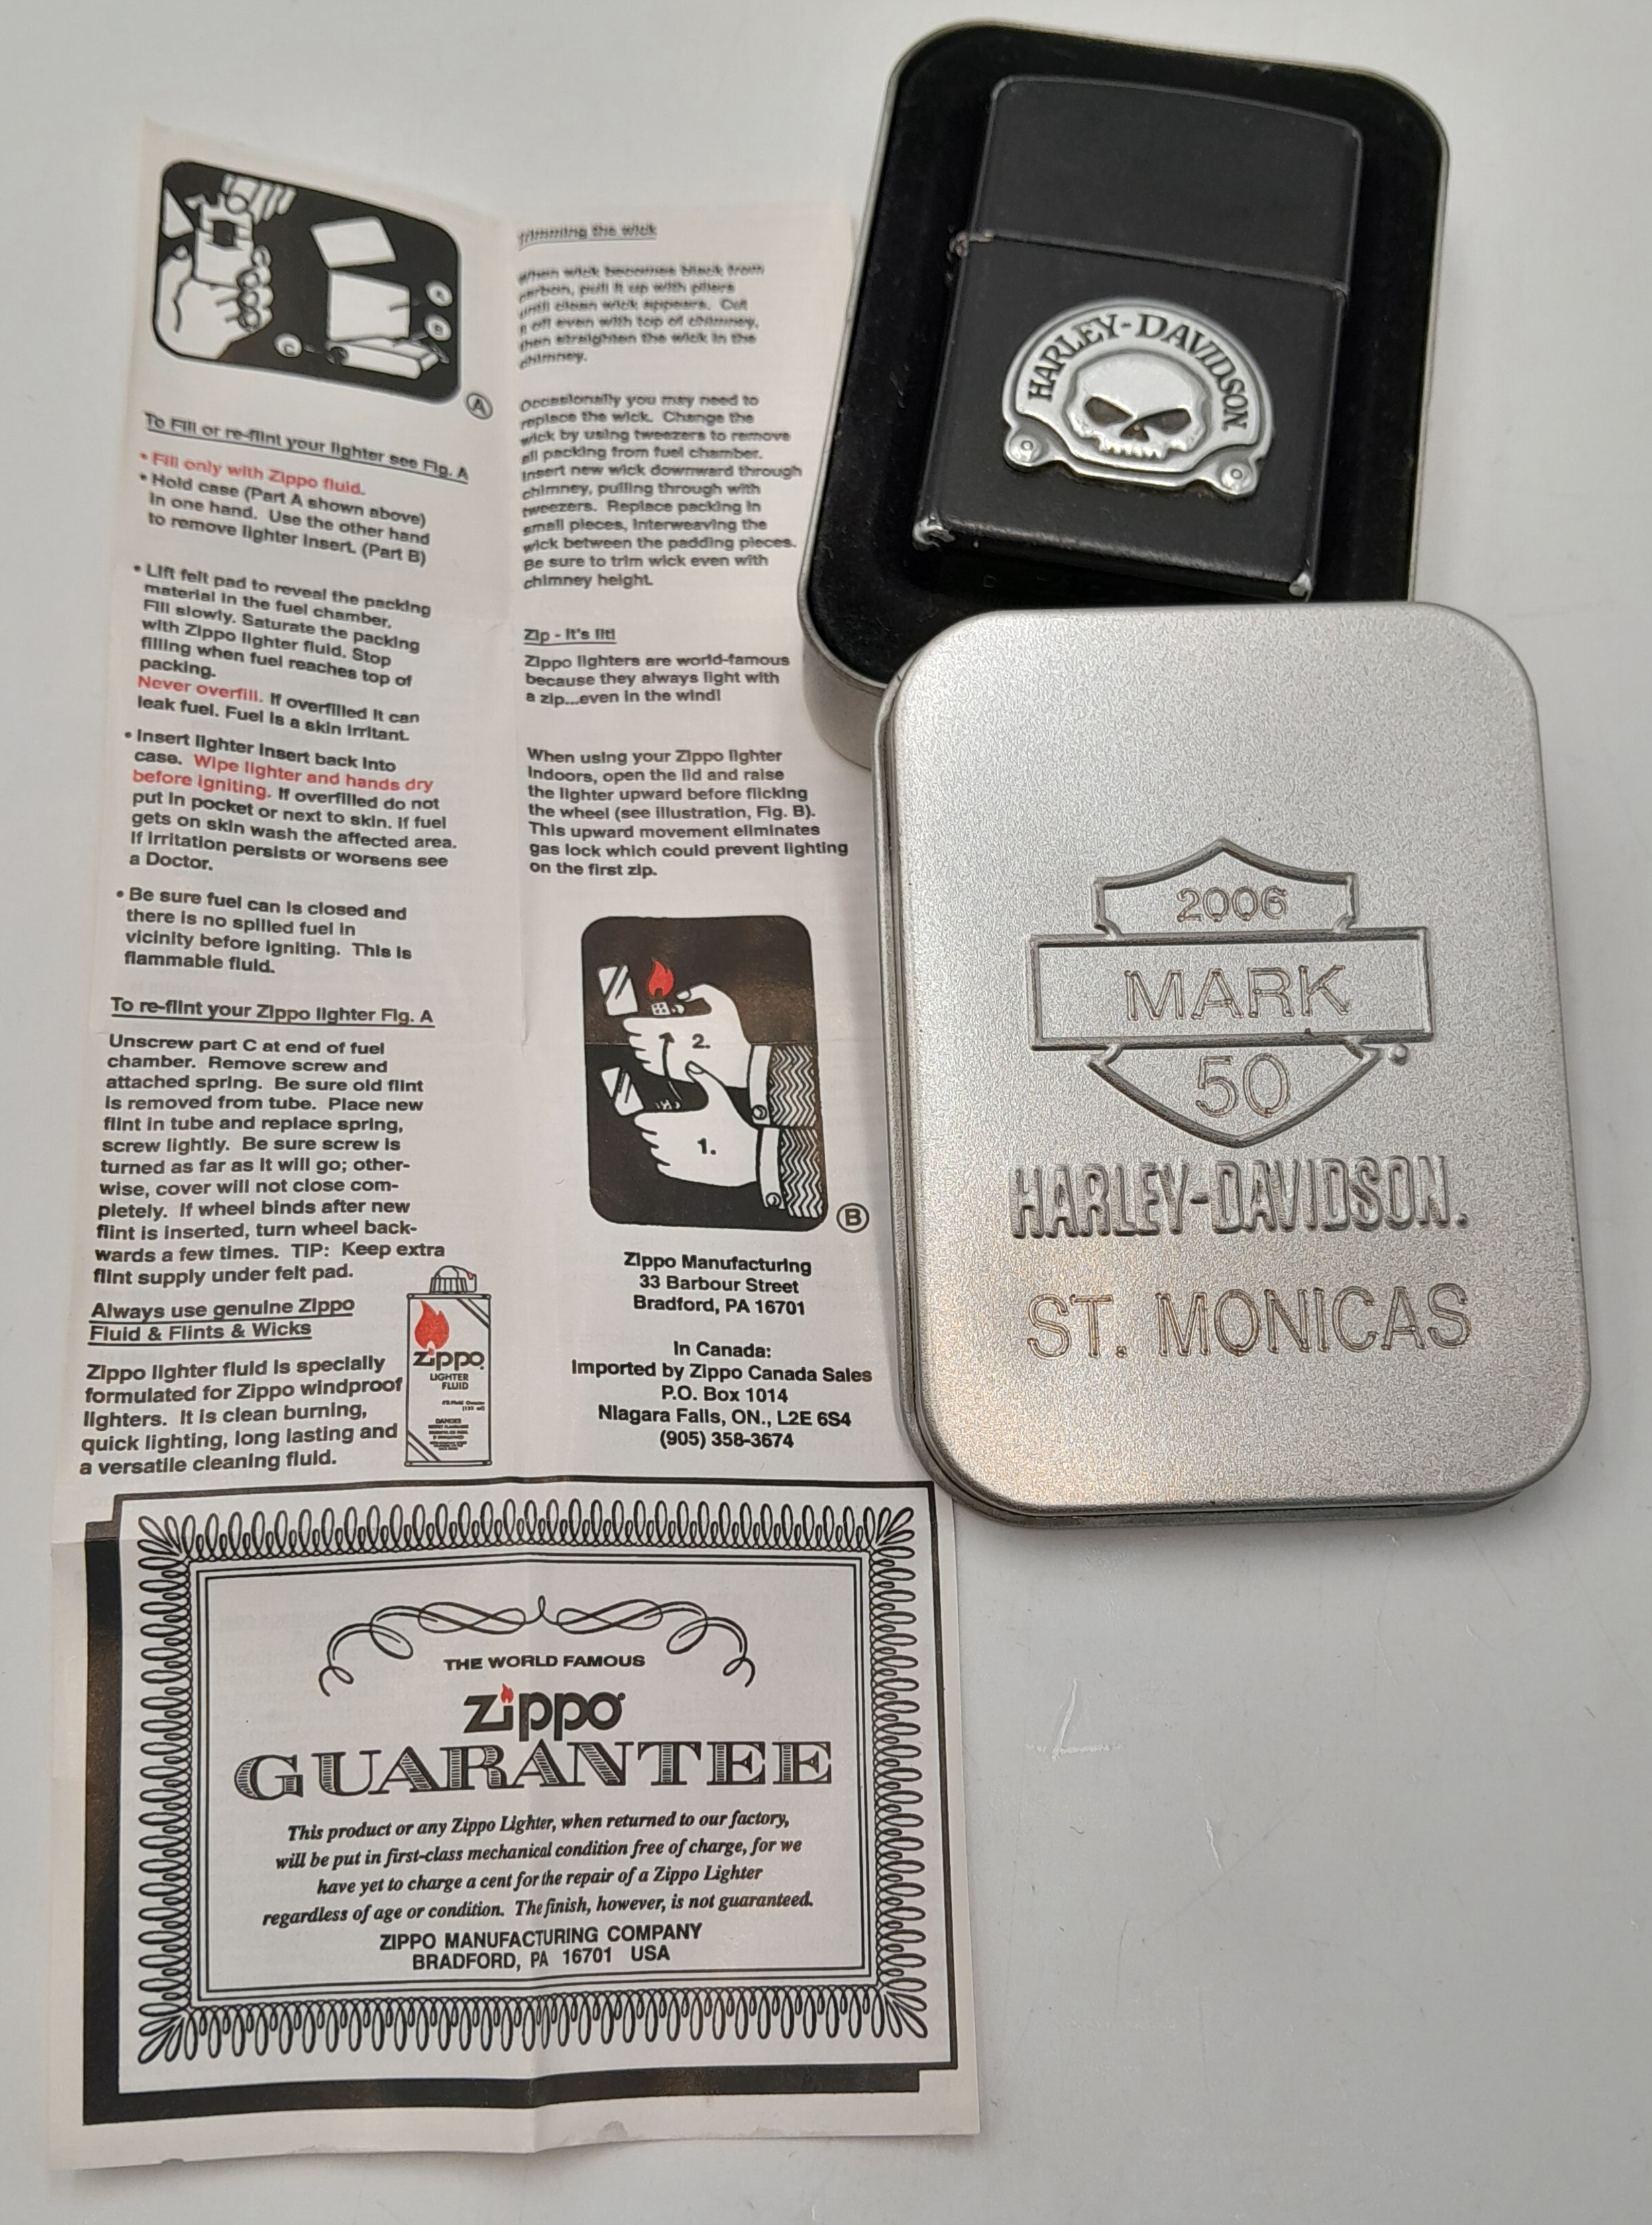 A
B
C
A
To Fill or re-flint your lighter see Fig. A
• Fill only with Zippo fluid.
• Hold case (Part A shown above)
in one hand. Use the other hand
to remove lighter insert. (Part B)
• Lift felt pad to reveal the packing
material in the fuel chamber.
Fill slowly. Saturate the packing
with Zippo lighter fluid. Stop
filling when fuel reaches top of
packing.
Never overfill. If overfilled it can
leak fuel. Fuel is a skin irritant.
• Insert lighter insert back into
case. Wipe lighter and hands dry
before igniting. If overfilled do not
put in pocket or next to skin. If fuel
gets on skin wash the affected area.
If irritation persists or worsens see
a Doctor.
• Be sure fuel can is closed and
there is no spilled fuel in
vicinity before igniting. This is
flammable fluid.
To re-flint your Zippo lighter Fig. A
Unscrew part C at end of fuel
chamber. Remove screw and
attached spring. Be sure old flint
is removed from tube. Place new
flint in tube and replace spring,
screw lightly. Be sure screw is
turned as far as it will go; other-
wise, cover will not close com-
pletely. If wheel binds after new
flint is inserted, turn wheel back-
wards a few times. TIP: Keep extra
flint supply under felt pad.
Always use genuine Zippo
Fluid & Flints & Wicks
Zippo lighter fluid is specially
formulated for Zippo windproof
lighters. It is clean burning,
quick lighting, long lasting and
a versatile cleaning fluid.
zippo
LIGHTER
FLUID
DANGER
Trimming the wick
When wick becomes black from
carbon, pull it up with pliers
until clean wick appears. Cut
it off even with top of chimney,
then straighten the wick in the
chimney.
Occasionally you may need to
replace the wick. Change the
wick by using tweezers to remove
all packing from fuel chamber.
Insert new wick downward through
chimney, pulling through with
tweezers. Replace packing in
small pieces, interweaving the
wick between the padding pieces.
Be sure to trim wick even with
chimney height.
Zip - it's lit!
Zippo lighters are world-famous
because they always light with
a zip...even in the wind!
When using your Zippo lighter
indoors, open the lid and raise
the lighter upward before flicking
the wheel (see illustration, Fig. B).
This upward movement eliminates
gas lock which could prevent lighting
on the first zip.
2.
1.
B
Zippo Manufacturing
33 Barbour Street
Bradford, PA 16701
In Canada:
Imported by Zippo Canada Sales
P.O. Box 1014
Niagara Falls, ON., L2E 6S4
(905) 358-3674
THE WORLD FAMOUS
zippo
GUARANTEE
This product or any Zippo Lighter, when returned to our factory,
will be put in first-class mechanical condition free of charge, for we
have yet to charge a cent for the repair of a Zippo Lighter
regardless of age or condition. The finish, however, is not guaranteed.
ZIPPO MANUFACTURING COMPANY
BRADFORD, PA 16701 USA
HARLEY-DAVIDSON
2006
MARK
50
HARLEY-DAVIDSON.
ST. MONICAS